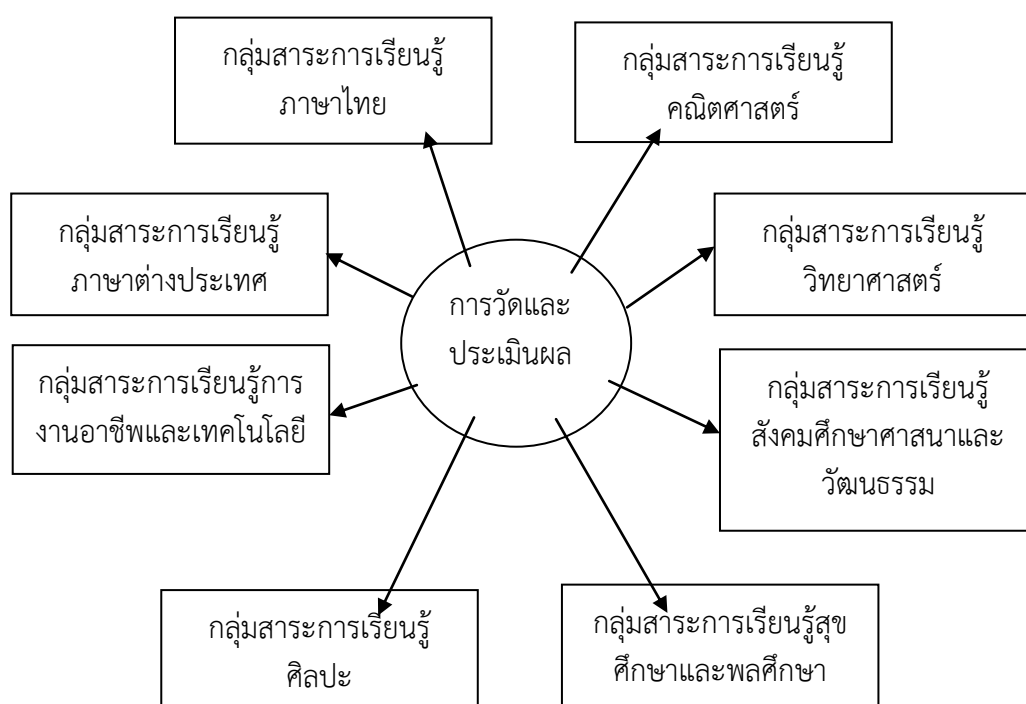 กลุ่มสาระการเรียนรู้
ภาษาไทย
กลุ่มสาระการเรียนรู้
คณิตศาสตร์
กลุ่มสาระการเรียนรู้
ภาษาต่างประเทศ
การวัดและ
ประเมินผล
กลุ่มสาระการเรียนรู้
วิทยาศาสตร์
กลุ่มสาระการเรียนรู้การ
งานอาชีพและเทคโนโลยี
กลุ่มสาระการเรียนรู้
สังคมศึกษาศาสนาและ
วัฒนธรรม
กลุ่มสาระการเรียนรู้
ศิลปะ
กลุ่มสาระการเรียนรู้สุข
ศึกษาและพลศึกษา